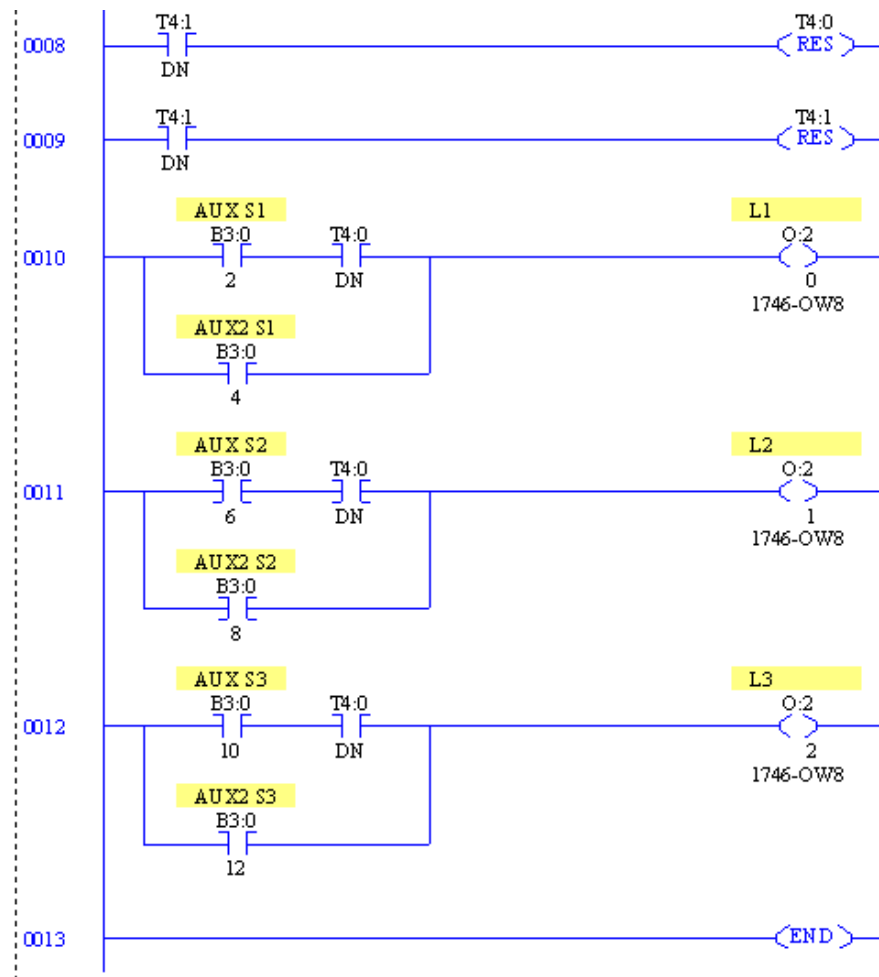 T4:1 T4:0
0008 RES
DN
T4:1 T4:1
0009 RES
DN
AUX S1 L1
B3:0 T4:0 O:2
0010
2 DN 0
1746-OW8
AUX2 S1
B3:0
4
AUX S2 L2
B3:0 T4:0 O:2
0011
6 DN 1
1746-OW8
AUX2 S2
B3:0
8
AUX S3 L3
B3:0 T4:0 O:2
0012
10 DN 2
1746-OW8
AUX2 S3
B3:0
12
0013 END